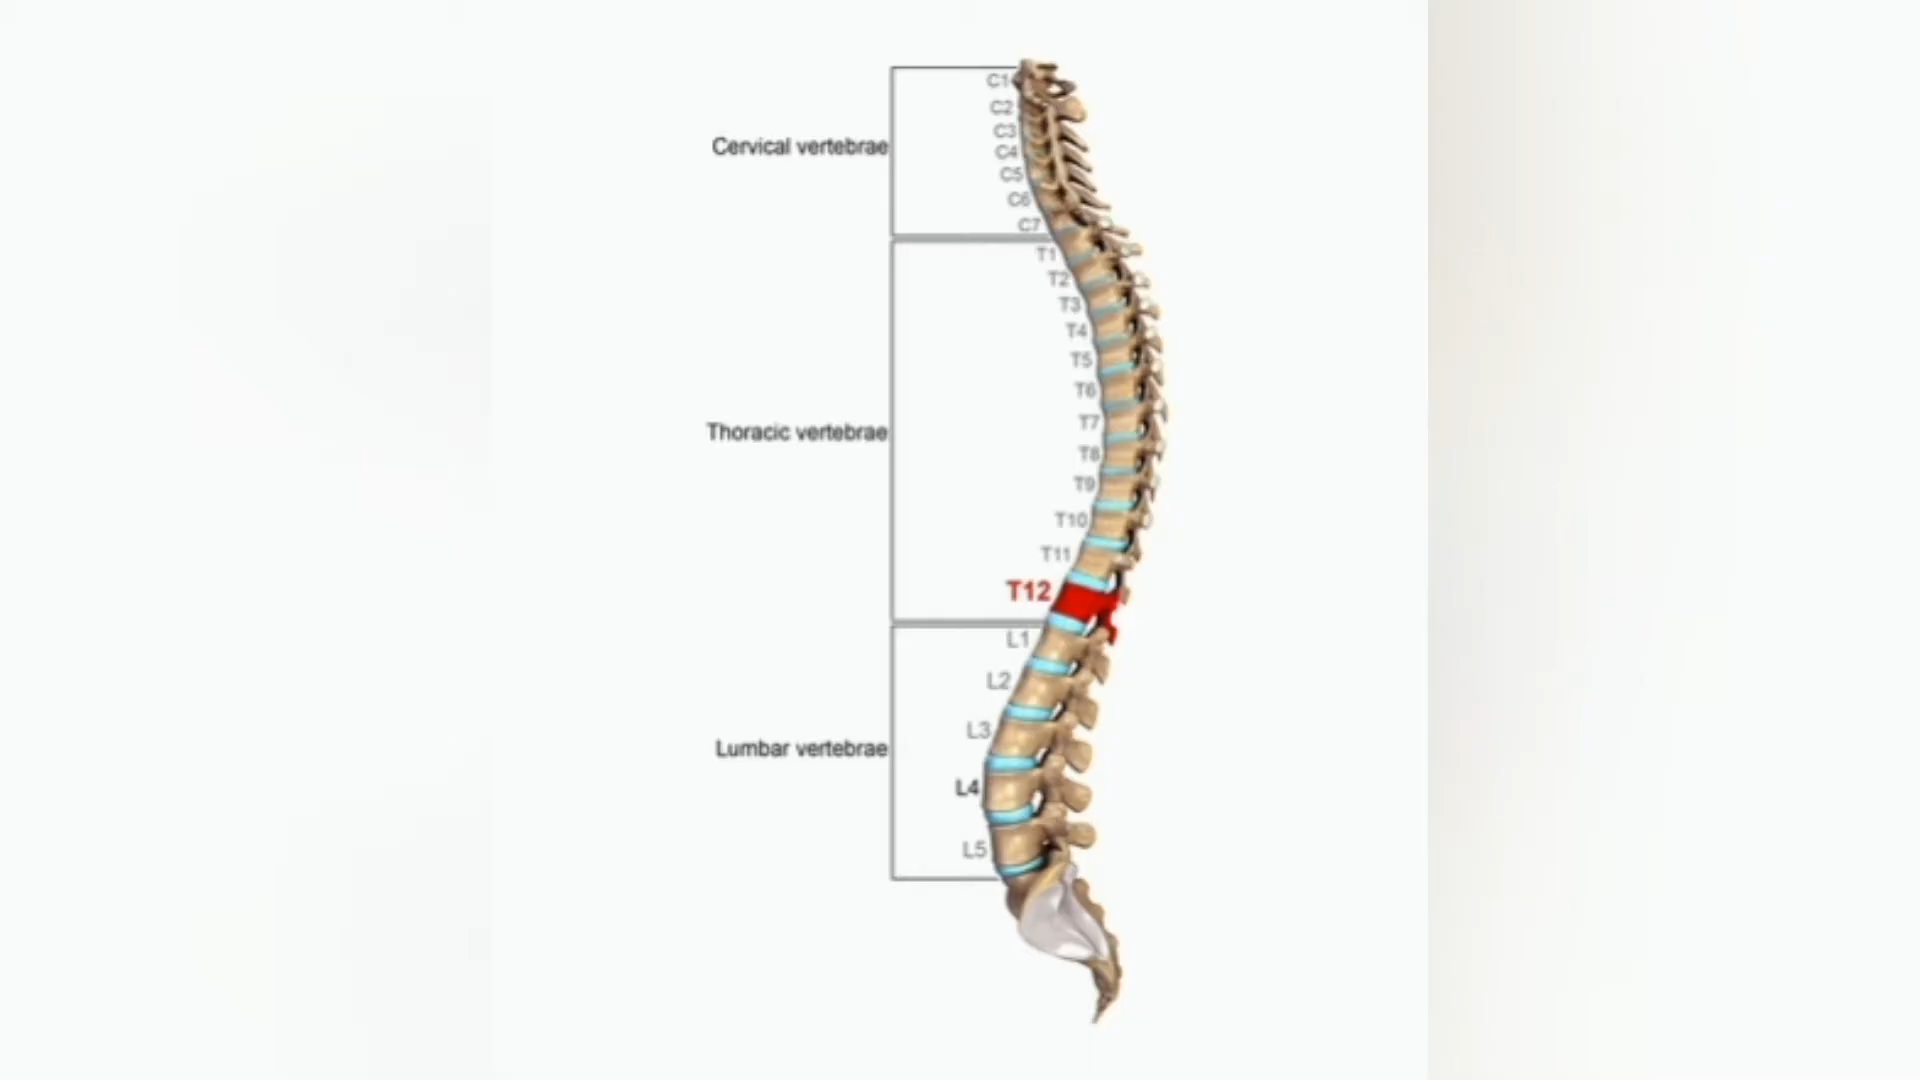 C1
C2
C3
Cervical vertebrae
C4
C5
C6
C7
T1
T2
T3
T4
T5
T6
T7
Thoracic vertebrae
T8
T9
T10
T11
T12
L1
L2
L3
Lumbar vertebrae
L4
L5